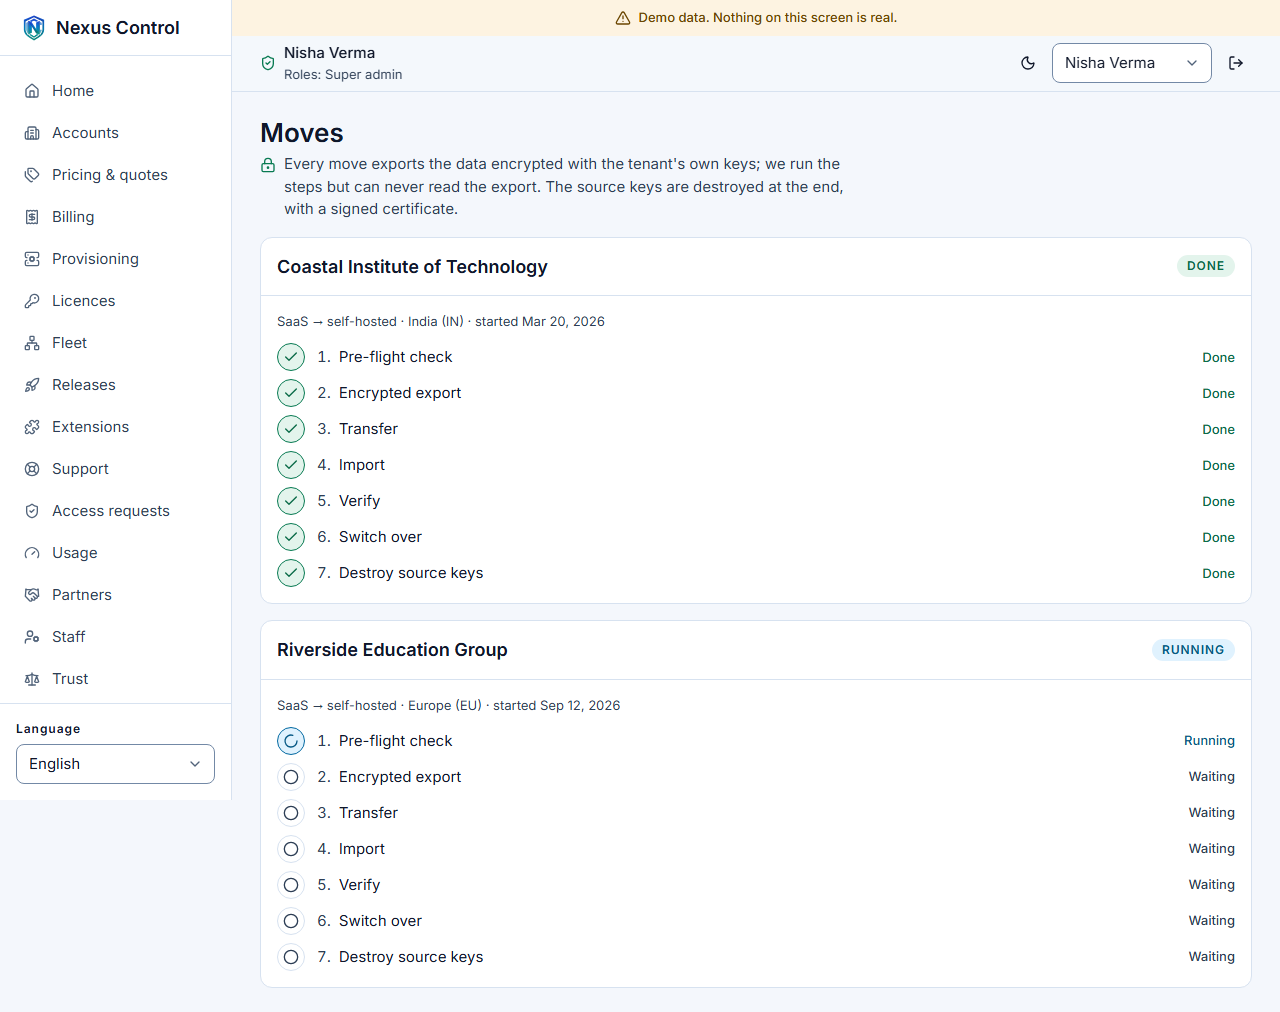 Nexus Control
Demo data. Nothing on this screen is real.
Nisha Verma
Roles: Super admin
Nisha Verma
Home
Accounts
Pricing & quotes
Billing
Provisioning
Licences
Fleet
Releases
Extensions
Support
Access requests
Usage
Partners
Staff
Trust
Language
English
Moves
Every move exports the data encrypted with the tenant's own keys; we run the
steps but can never read the export. The source keys are destroyed at the end,
with a signed certificate.
Coastal Institute of Technology
DONE
SaaS → self-hosted · India (IN) · started Mar 20, 2026
1. Pre-flight check Done
2. Encrypted export Done
3. Transfer Done
4. Import Done
5. Verify Done
6. Switch over Done
7. Destroy source keys Done
Riverside Education Group
RUNNING
SaaS → self-hosted · Europe (EU) · started Sep 12, 2026
1. Pre-flight check Running
2. Encrypted export Waiting
3. Transfer Waiting
4. Import Waiting
5. Verify Waiting
6. Switch over Waiting
7. Destroy source keys Waiting